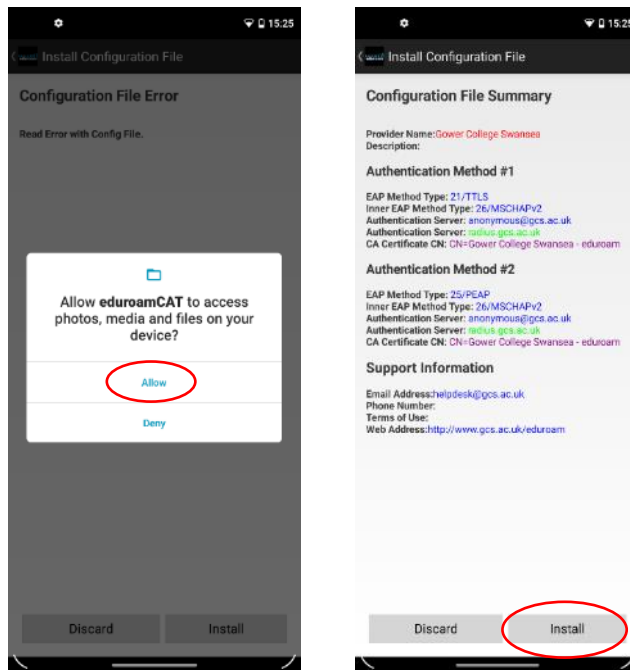 15:25
Install Configuration File
Configuration File Error
Read Error with Config File.
Allow eduroamCAT to access
photos, media and files on your
device?
Allow
Deny
Discard
Install
15:25
Install Configuration File
Configuration File Summary
Provider Name:Gower College Swansea
Description:
Authentication Method #1
EAP Method Type: 21/TTLS
Inner EAP Method Type: 26/MSCHAPv2
Authentication Server: anonymous@gcs.ac.uk
Authentication Server: radius.gcs.ac.uk
CA Certificate CN: CN=Gower College Swansea - eduroam
Authentication Method #2
EAP Method Type: 25/PEAP
Inner EAP Method Type: 26/MSCHAPv2
Authentication Server: anonymous@gcs.ac.uk
Authentication Server: radius.gcs.ac.uk
CA Certificate CN: CN=Gower College Swansea - eduroam
Support Information
Email Address:helpdesk@gcs.ac.uk
Phone Number:
Terms of Use:
Web Address:http://www.gcs.ac.uk/eduroam
Discard
Install